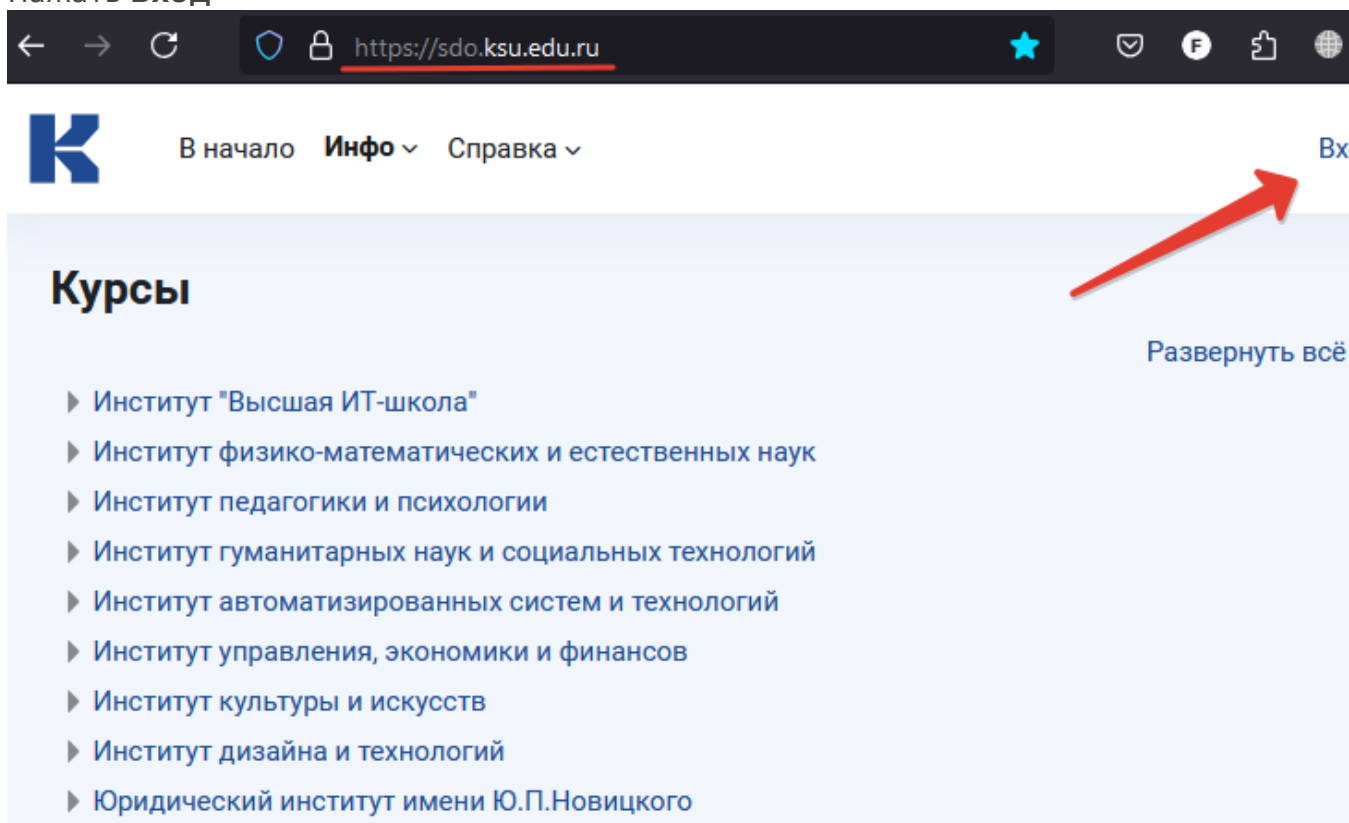 https://sdo.ksu.edu.ru
В начало Инфо Справка
Курсы
Развернуть всё
Институт "Высшая ИТ-школа"
Институт физико-математических и естественных наук
Институт педагогики и психологии
Институт гуманитарных наук и социальных технологий
Институт автоматизированных систем и технологий
Институт управления, экономики и финансов
Институт культуры и искусств
Институт дизайна и технологий
Юридический институт имени Ю.П.Новицкого